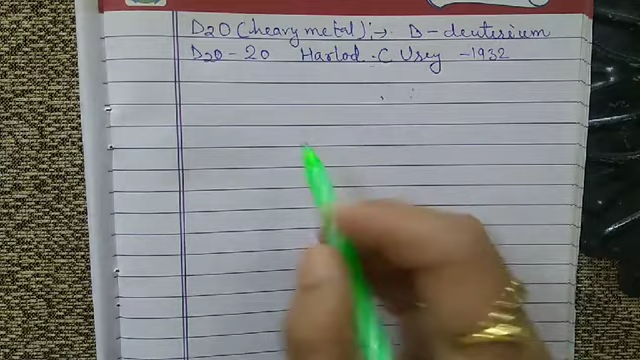 D2O (heavy metal) :→ D - deuterium
D2O - 20 Harlod. C Urey - 1932